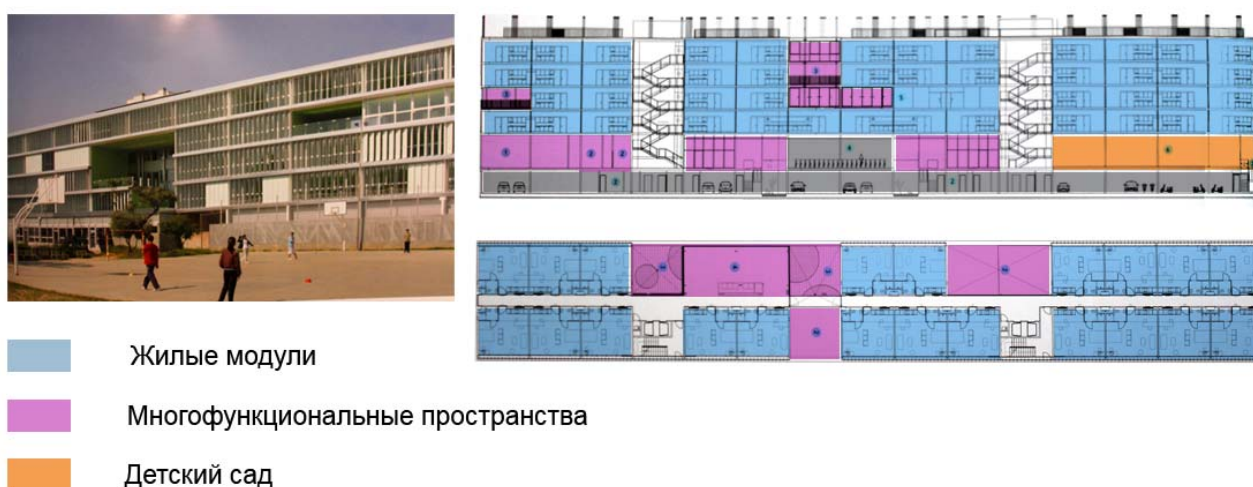 Жилые модули
Многофункциональные пространства
Детский сад